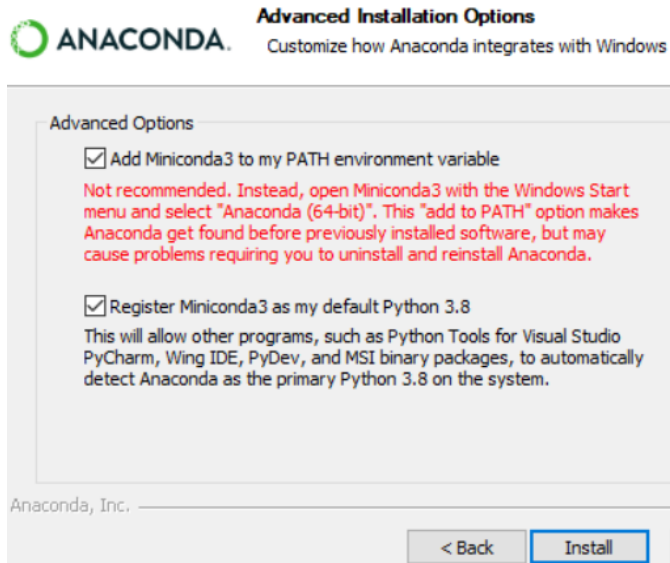 Advanced Installation Options
ANACONDA.
Customize how Anaconda integrates with Windows
Advanced Options
Add Miniconda3 to my PATH environment variable
Not recommended. Instead, open Miniconda3 with the Windows Start
menu and select "Anaconda (64-bit)". This "add to PATH" option makes
Anaconda get found before previously installed software, but may
cause problems requiring you to uninstall and reinstall Anaconda.
Register Miniconda3 as my default Python 3.8
This will allow other programs, such as Python Tools for Visual Studio
PyCharm, Wing IDE, PyDev, and MSI binary packages, to automatically
detect Anaconda as the primary Python 3.8 on the system.
Anaconda, Inc.
< Back
Install